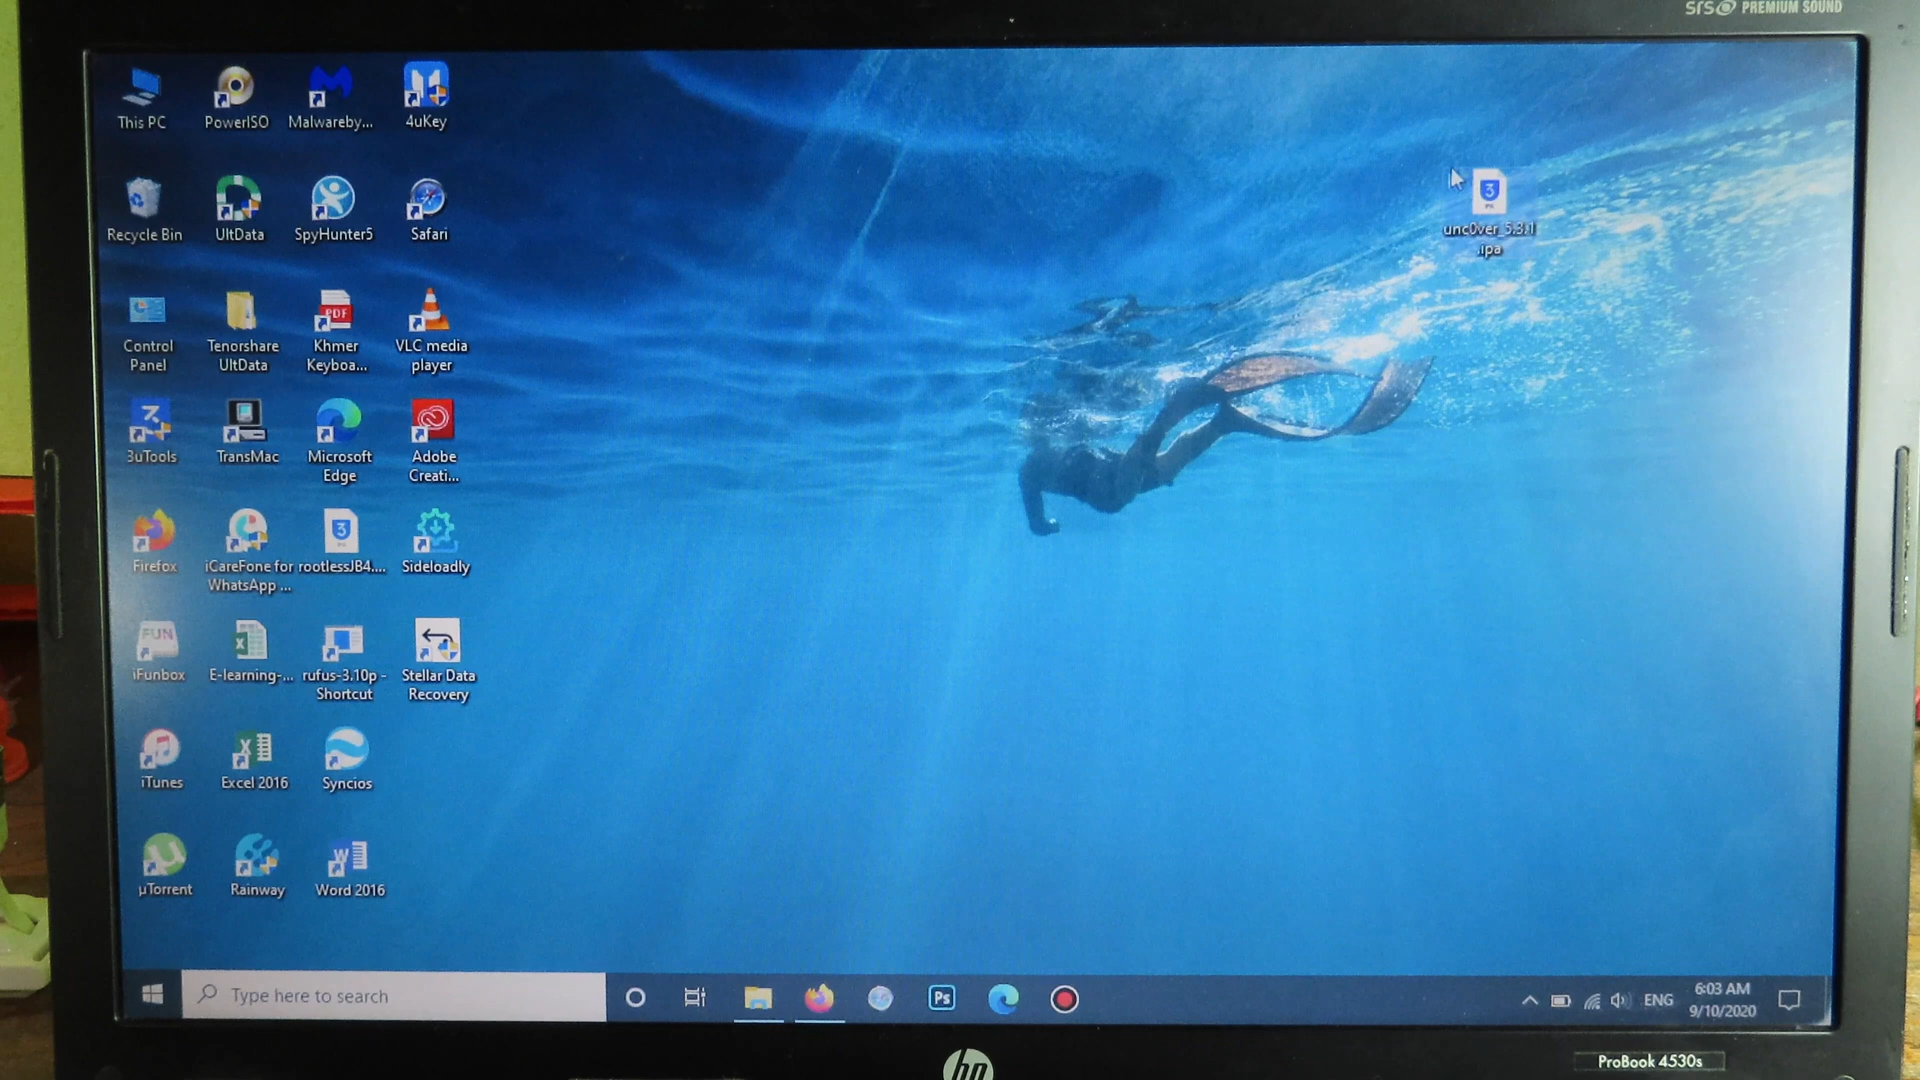 SRS PREMIUM SOUND
This PC
PowerISO
Malwareby...
4uKey
Recycle Bin
UltData
SpyHunter5
Safari
unc0ver_5.3.1
.ipa
Control
Panel
Tenorshare
UltData
PDF
Khmer
Keyboa...
VLC media
player
3uTools
TransMac
Microsoft
Edge
Adobe
Creati...
Firefox
iCareFone for
WhatsApp ...
rootlessJB4....
Sideloadly
FUN
iFunbox
E-learning-...
rufus-3.10p -
Shortcut
Stellar Data
Recovery
iTunes
Excel 2016
Syncios
µTorrent
Rainway
Word 2016
Type here to search
Ps
ENG
6:03 AM
9/10/2020
hp
ProBook 4530s